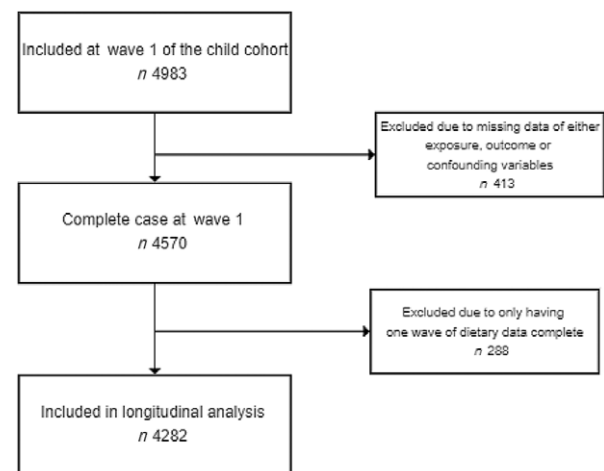 Included at wave 1 of the child cohort
n 4983
Excluded due to missing data of either
exposure, outcome or
confounding variables
n 413
Complete case at wave 1
n 4570
Excluded due to only having
one wave of dietary data complete
n 288
Included in longitudinal analysis
n 4282